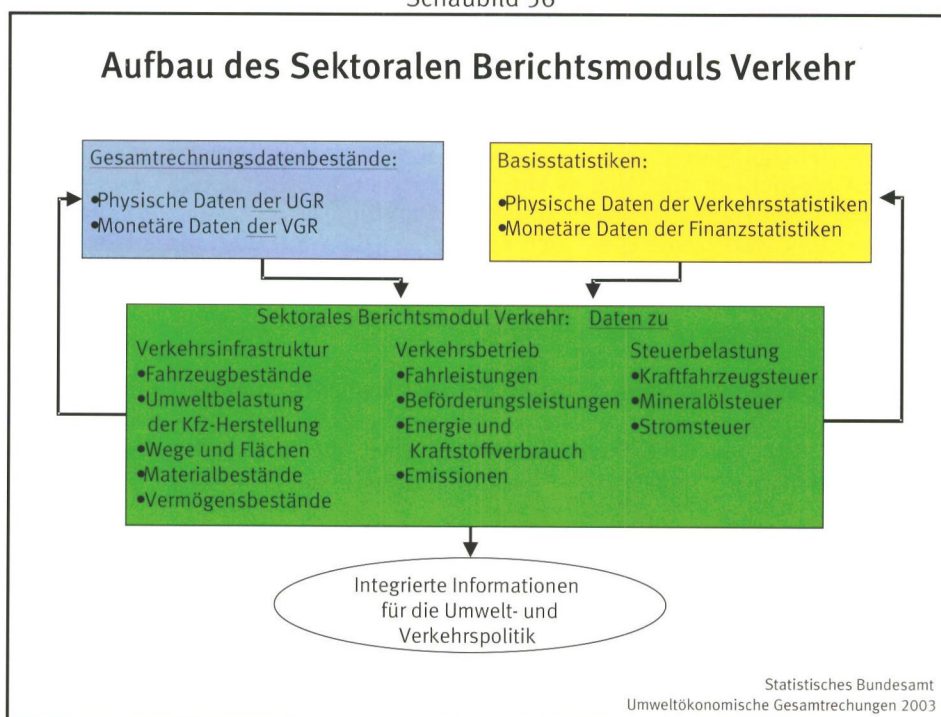 Schaubild 56
Aufbau des Sektoralen Berichtsmoduls Verkehr
Gesamtrechnungsdatenbestände:
•Physische Daten der UGR
•Monetäre Daten der VGR
Basisstatistiken:
•Physische Daten der Verkehrsstatistiken
•Monetäre Daten der Finanzstatistiken
Sektorales Berichtsmodul Verkehr: Daten zu
Verkehrsinfrastruktur
•Fahrzeugbestände
•Umweltbelastung
der Kfz-Herstellung
•Wege und Flächen
•Materialbestände
•Vermögensbestände
Verkehrsbetrieb
•Fahrleistungen
•Beförderungsleistungen
•Energie und
Kraftstoffverbrauch
•Emissionen
Steuerbelastung
•Kraftfahrzeugsteuer
•Mineralölsteuer
•Stromsteuer
Integrierte Informationen
für die Umwelt- und
Verkehrspolitik
Statistisches Bundesamt
Umweltökonomische Gesamtrechnungen 2003